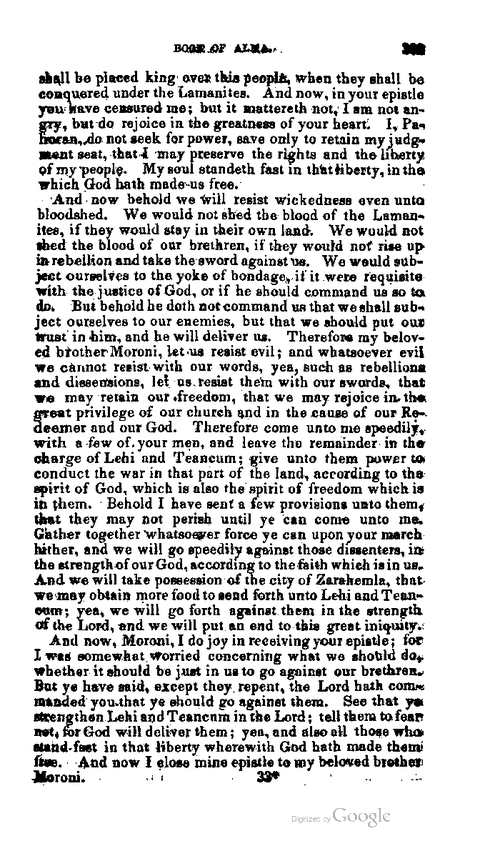 BOOK OF ALMA.
shall be placed king over this people, when they shall be
conquered under the Lamanites. And now, in your epistle
you have censured me; but it mattereth not, I am not an-
gry, but do rejoice in the greatness of your heart. I, Pa-
horan, do not seek for power, save only to retain my judg-
ment seat, that I may preserve the rights and the liberty
of my people. My soul standeth fast in that liberty, in the
which God hath made us free.
And now behold we will resist wickedness even unto
bloodshed. We would not shed the blood of the Laman-
ites, if they would stay in their own land. We would not
shed the blood of our brethren, if they would not rise up
in rebellion and take the sword against us. We would sub-
ject ourselves to the yoke of bondage, if it were requisite
with the justice of God, or if he should command us so to
do. But behold he doth not command us that we shall sub-
ject ourselves to our enemies, but that we should put our
trust in him, and he will deliver us. Therefore my belov-
ed brother Moroni, let us resist evil; and whatsoever evil
we cannot resist with our words, yea, such as rebellions
and dissensions, let us resist them with our swords, that
we may retain our freedom, that we may rejoice in the
great privilege of our church and in the cause of our Re-
deemer and our God. Therefore come unto me speedily,
with a few of your men, and leave the remainder in the
charge of Lehi and Teancum; give unto them power to
conduct the war in that part of the land, according to the
spirit of God, which is also the spirit of freedom which is
in them. Behold I have sent a few provisions unto them,
that they may not perish until ye can come unto me.
Gather together whatsoever force ye can upon your march
hither, and we will go speedily against those dissenters, in
the strength of our God, according to the faith which is in us.
And we will take possession of the city of Zarahemla, that
we may obtain more food to send forth unto Lehi and Tean-
cum; yea, we will go forth against them in the strength
of the Lord, and we will put an end to this great iniquity.
And now, Moroni, I do joy in receiving your epistle; for
I was somewhat worried concerning what we should do,
whether it should be just in us to go against our brethren.
But ye have said, except they repent, the Lord hath com-
manded you that ye should go against them. See that ye
strengthen Lehi and Teancum in the Lord; tell them to fear
not, for God will deliver them; yea, and also all those who
stand fast in that liberty wherewith God hath made them
free. And now I close mine epistle to my beloved brother
Moroni.
33*
Digitized by Google